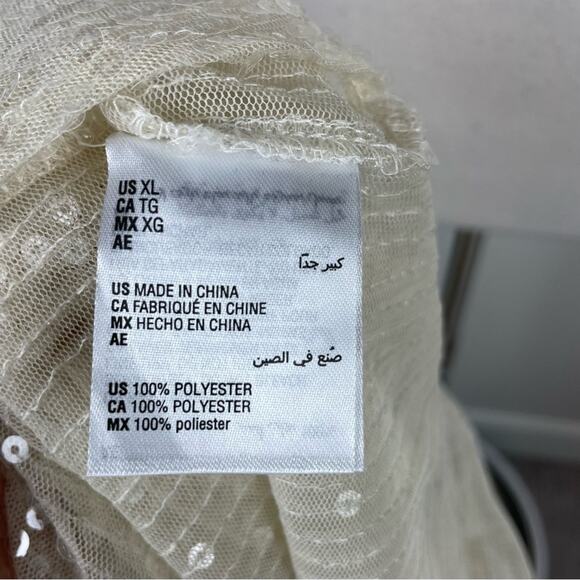 US XL
CA TG
MX XG
AE
كبير جدًا
US MADE IN CHINA
CA FABRIQUÉ EN CHINE
MX HECHO EN CHINA
AE
صُنع في الصين
US 100% POLYESTER
CA 100% POLYESTER
MX 100% poliester